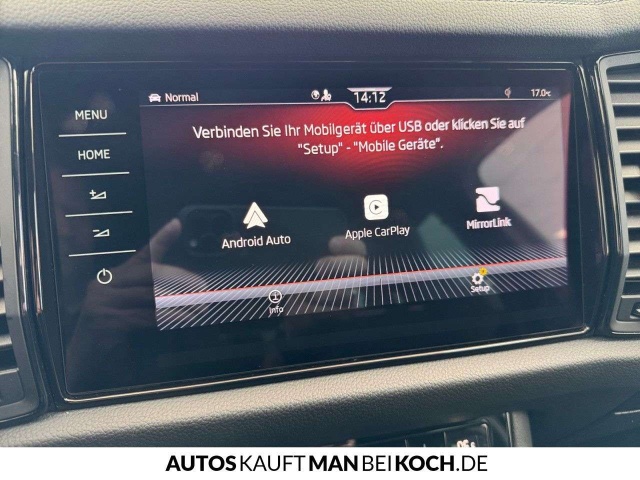 Normal
14:12
17.0°C
MENU
HOME
Verbinden Sie Ihr Mobilgerät über USB oder klicken Sie auf
"Setup" - "Mobile Geräte".
Android Auto
Apple CarPlay
MirrorLink
Info
Setup
AUTOSKAUFTMANBEIKOCH.DE